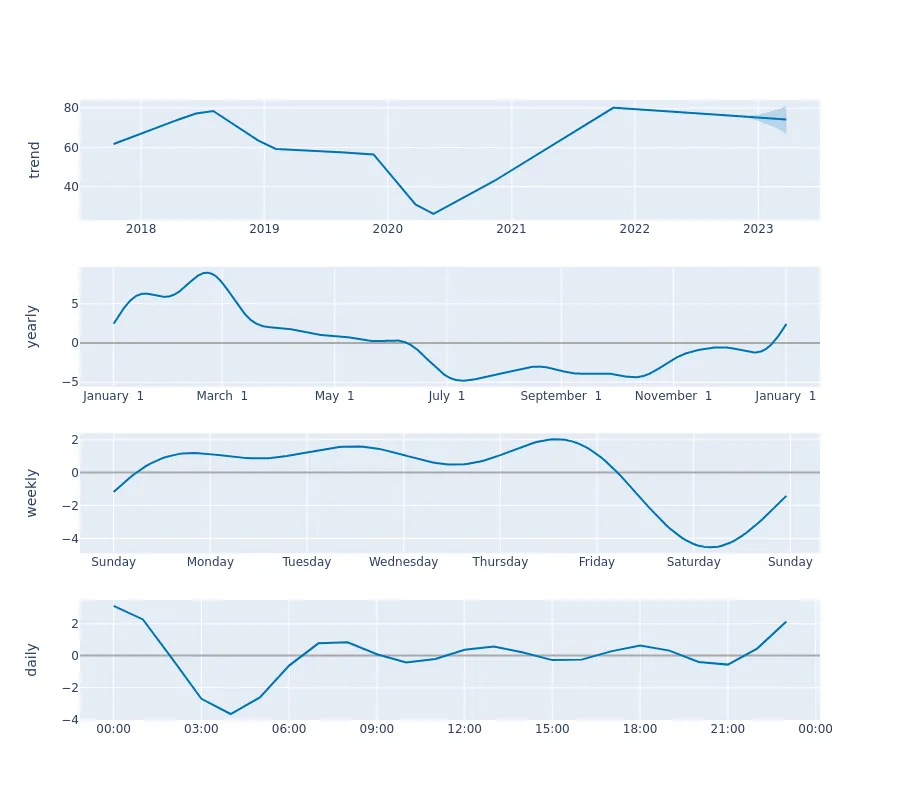 trend
80
60
40
2018 2019 2020 2021 2022 2023
yearly
5
0
−5
January 1 March 1 May 1 July 1 September 1 November 1 January 1
weekly
2
0
−2
−4
Sunday Monday Tuesday Wednesday Thursday Friday Saturday Sunday
daily
2
0
−2
−4
00:00 03:00 06:00 09:00 12:00 15:00 18:00 21:00 00:00